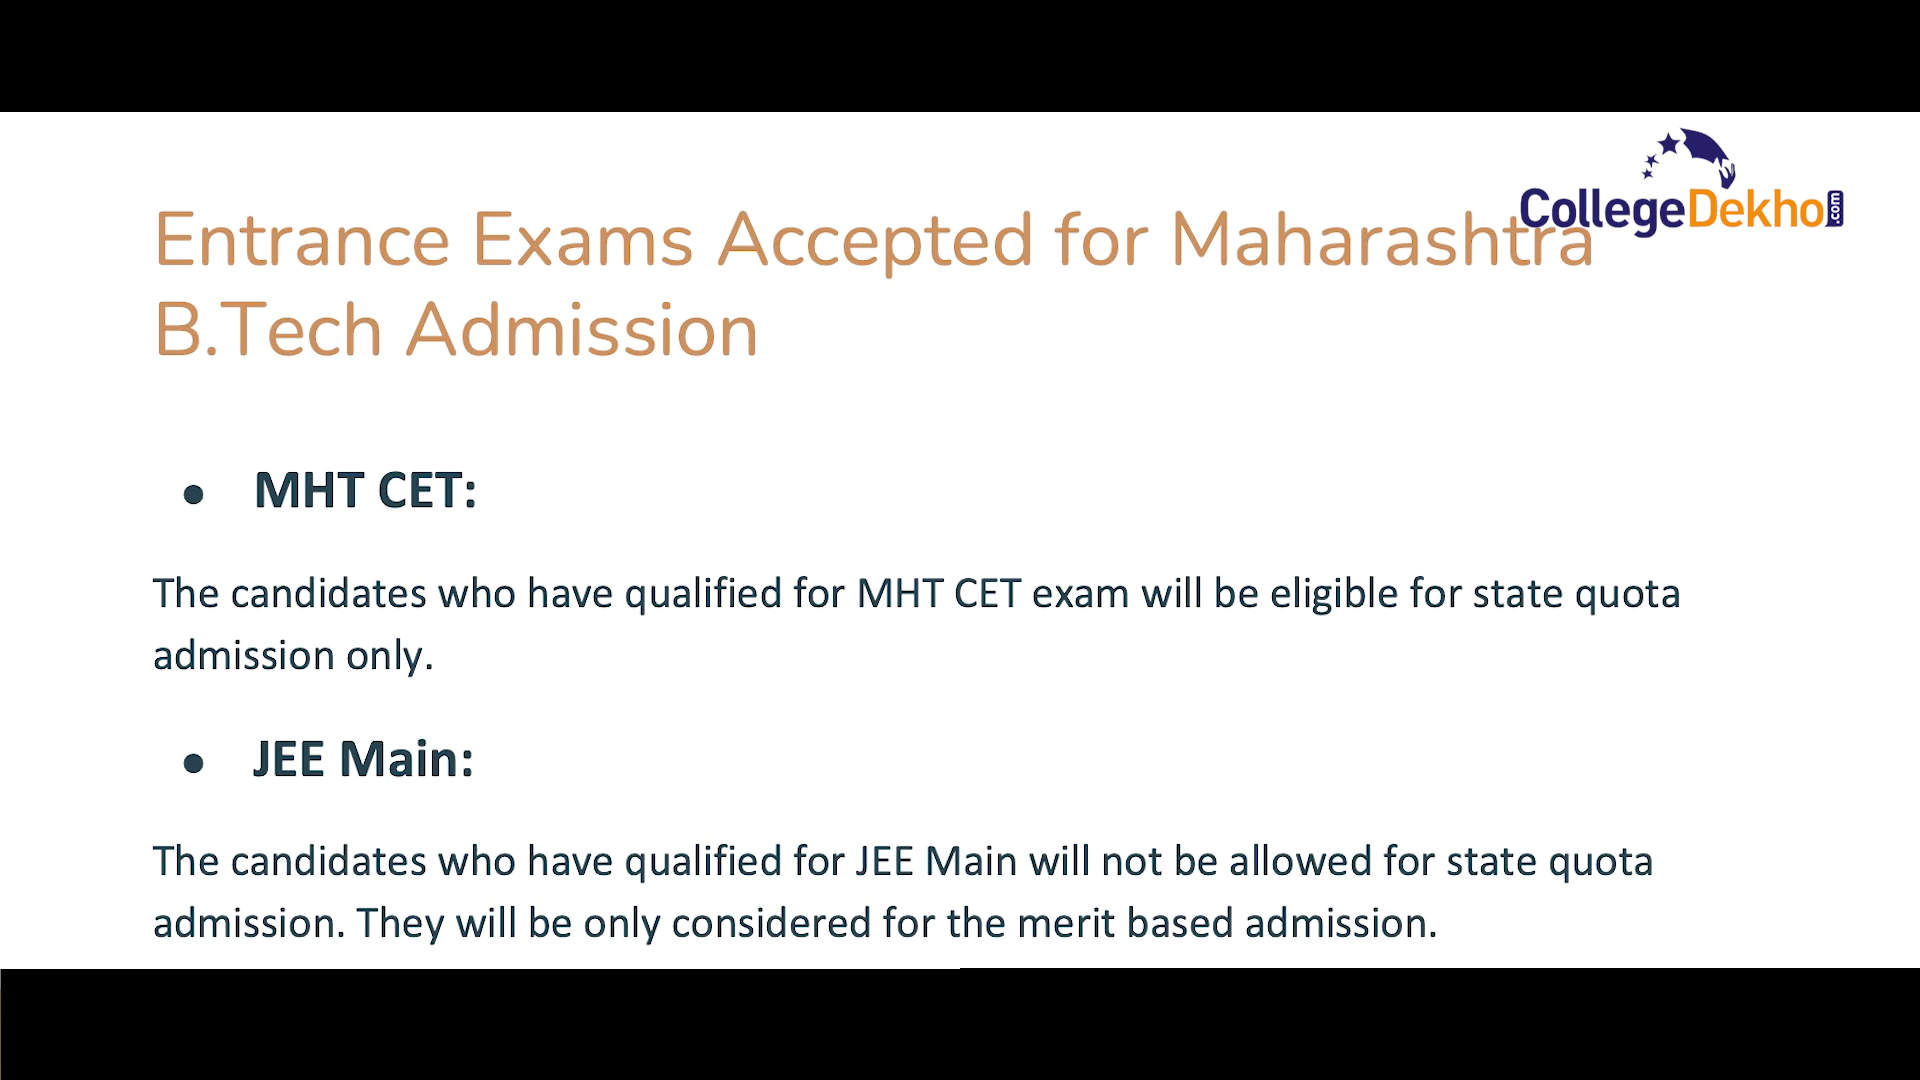 CollegeDekho.com
Entrance Exams Accepted for Maharashtra
B.Tech Admission
● MHT CET:
The candidates who have qualified for MHT CET exam will be eligible for state quota
admission only.
● JEE Main:
The candidates who have qualified for JEE Main will not be allowed for state quota
admission. They will be only considered for the merit based admission.